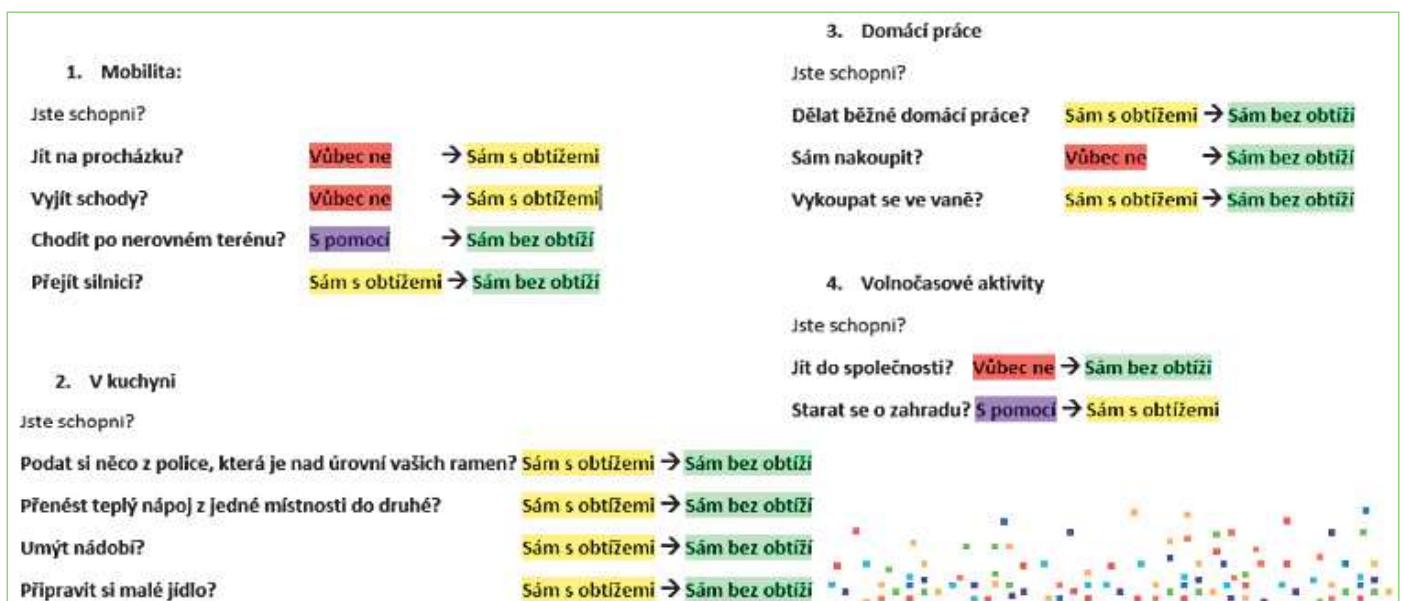 1. Mobilita:
Jste schopni?
Jít na procházku? Vůbec ne → Sám s obtížemi
Vyjít schody? Vůbec ne → Sám s obtížemi
Chodit po nerovném terénu? S pomocí → Sám bez obtíží
Přejít silnici? Sám s obtížemi → Sám bez obtíží
2. V kuchyni
Jste schopni?
Podat si něco z police, která je nad úrovní vašich ramen? Sám s obtížemi → Sám bez obtíží
Přenést teplý nápoj z jedné místnosti do druhé? Sám s obtížemi → Sám bez obtíží
Umýt nádobí? Sám s obtížemi → Sám bez obtíží
Připravit si malé jídlo? Sám s obtížemi → Sám bez obtíží
3. Domácí práce
Jste schopni?
Dělat běžné domácí práce? Sám s obtížemi → Sám bez obtíží
Sám nakoupit? Vůbec ne → Sám bez obtíží
Vykoupat se ve vaně? Sám s obtížemi → Sám bez obtíží
4. Volnočasové aktivity
Jste schopni?
Jít do společnosti? Vůbec ne → Sám bez obtíží
Starat se o zahradu? S pomocí → Sám s obtížemi